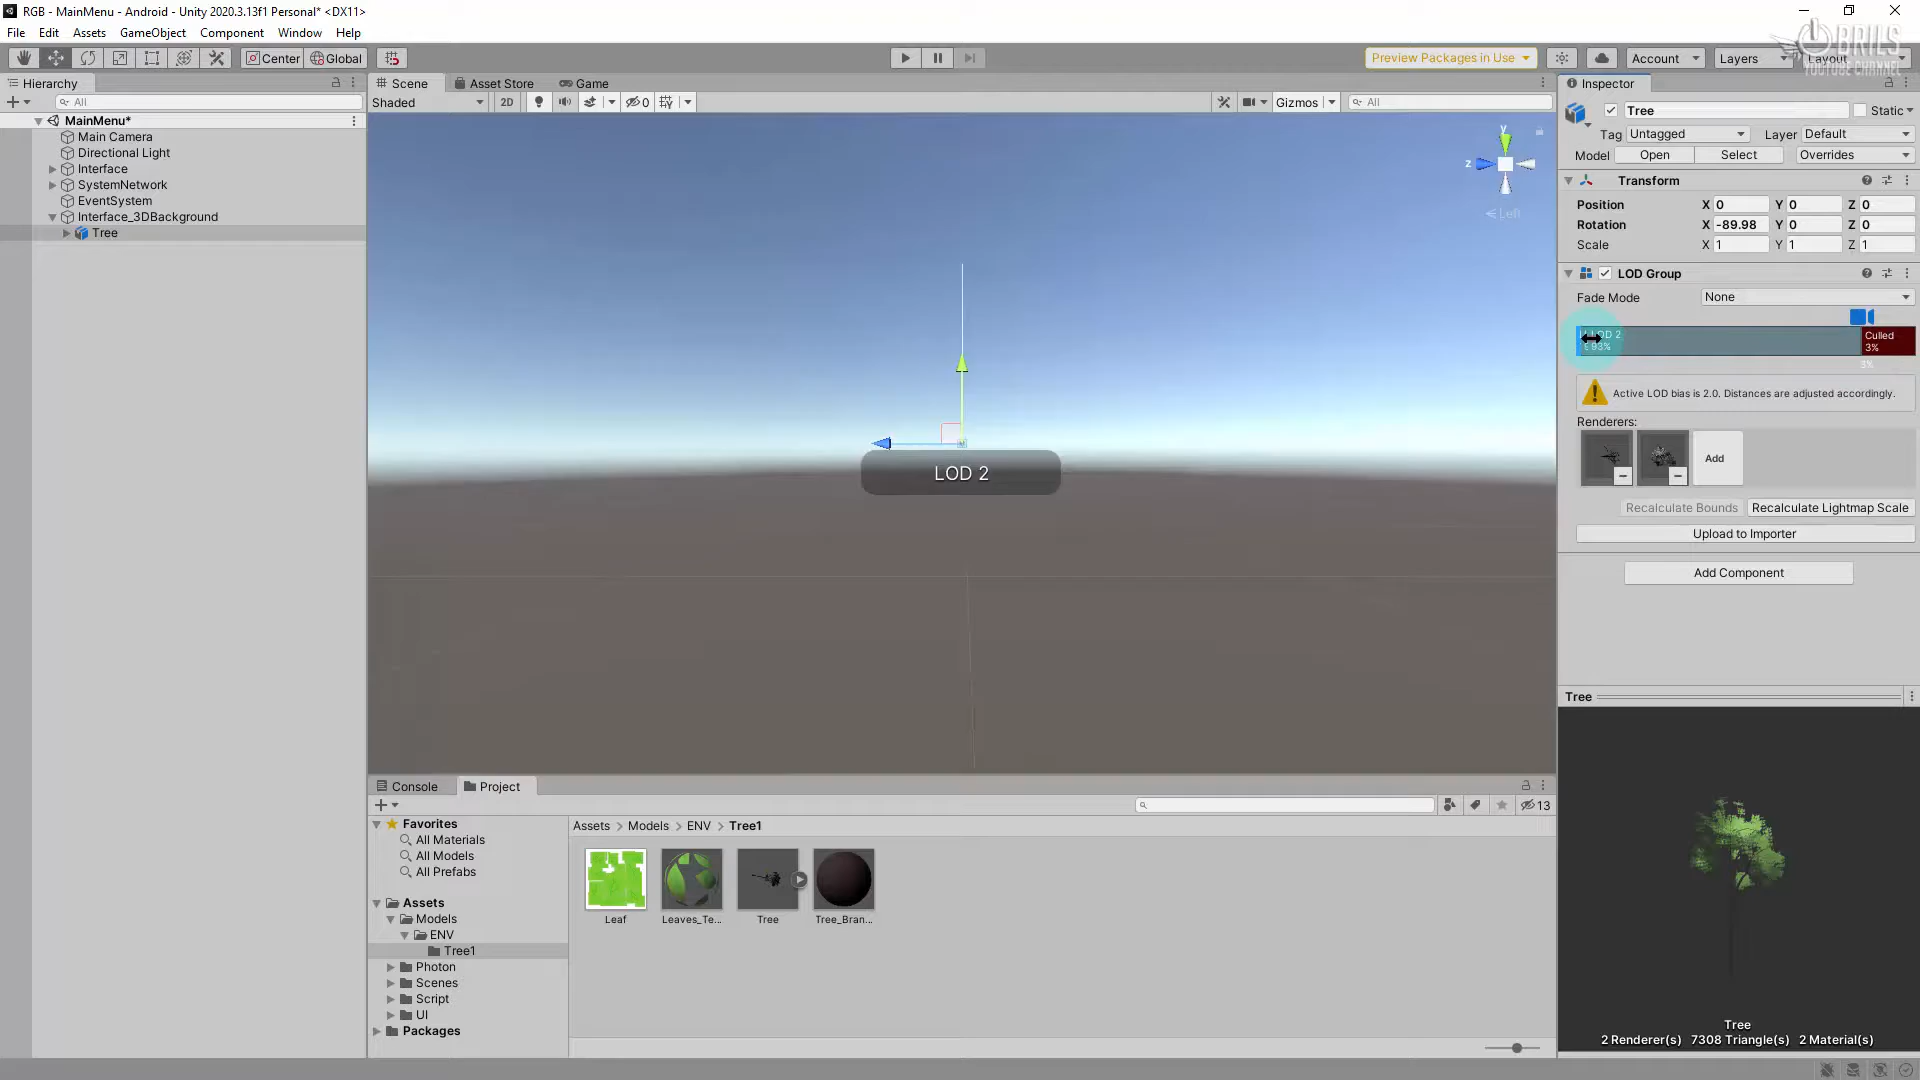 RGB - MainMenu - Android - Unity 2020.3.13f1 Personal* <DX11>
File Edit Assets GameObject Component Window Help
Center Global Preview Packages in Use Account Layers Layout
BRILS
YOUTUBE CHANNEL
Hierarchy
All
MainMenu*
Main Camera
Directional Light
Interface
SystemNetwork
EventSystem
Interface_3DBackground
Tree
Scene Asset Store Game
Shaded 2D 0 Gizmos All
y
z
Left
LOD 2
Inspector
Tree Static
Tag Untagged Layer Default
Model Open Select Overrides
Transform
Position X 0 Y 0 Z 0
Rotation X -89.98 Y 0 Z 0
Scale X 1 Y 1 Z 1
LOD Group
Fade Mode None
LOD 2 Culled
3%
3%
Active LOD bias is 2.0. Distances are adjusted accordingly.
Renderers:
Add
Recalculate Bounds Recalculate Lightmap Scale
Upload to Importer
Add Component
Tree
Tree
2 Renderer(s) 7308 Triangle(s) 2 Material(s)
Console Project
13
Favorites
All Materials
All Models
All Prefabs
Assets
Models
ENV
Tree1
Photon
Scenes
Script
UI
Packages
Assets > Models > ENV > Tree1
Leaf Leaves_Te... Tree Tree_Bran...